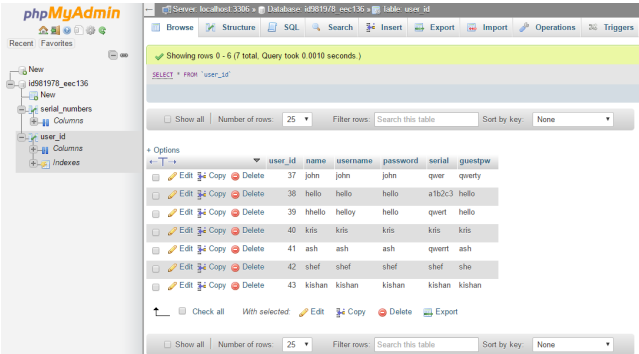 phpMyAdmin
Recent Favorites
New
id981978_eec136
New
serial_numbers
Columns
user_id
Columns
Indexes
Server: localhost:3306 » Database: id981978_eec136 » Table: user_id
Browse Structure SQL Search Insert Export Import Operations Triggers
Showing rows 0 - 6 (7 total, Query took 0.0010 seconds.)
SELECT * FROM `user_id`
Show all Number of rows: 25 Filter rows: Search this table Sort by key: None
+ Options
user_id name username password serial guestpw
Edit Copy Delete 37 john john john qwer qwerty
Edit Copy Delete 38 hello hello hello a1b2c3 hello
Edit Copy Delete 39 hhello helloy hello qwert hello
Edit Copy Delete 40 kris kris kris kris kris
Edit Copy Delete 41 ash ash ash qwerrt ash
Edit Copy Delete 42 shef shef shef shef she
Edit Copy Delete 43 kishan kishan kishan kishan kishan
Check all With selected: Edit Copy Delete Export
Show all Number of rows: 25 Filter rows: Search this table Sort by key: None